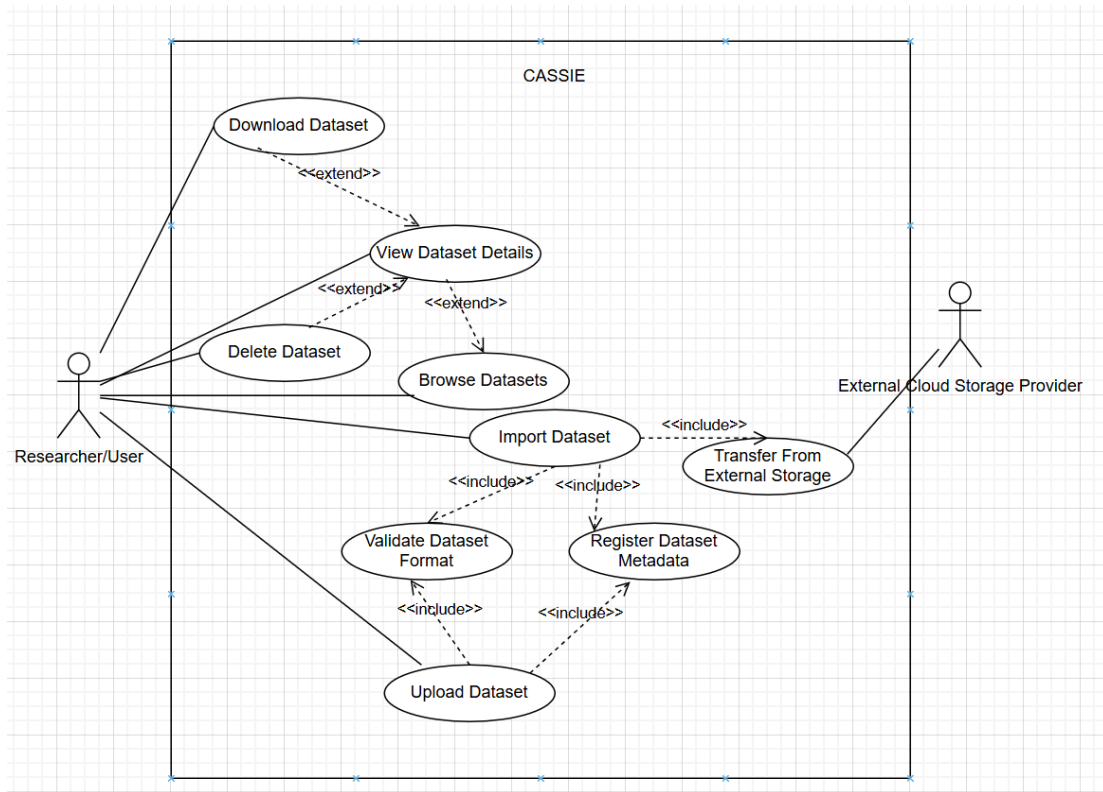 CASSIE
Download Dataset
<<extend>>
View Dataset Details
<<extend>>
<<extend>>
Delete Dataset
Browse Datasets
External Cloud Storage Provider
Researcher/User
Import Dataset
<<include>>
Transfer From
External Storage
<<include>>
<<include>>
Validate Dataset
Format
Register Dataset
Metadata
<<include>>
<<include>>
Upload Dataset